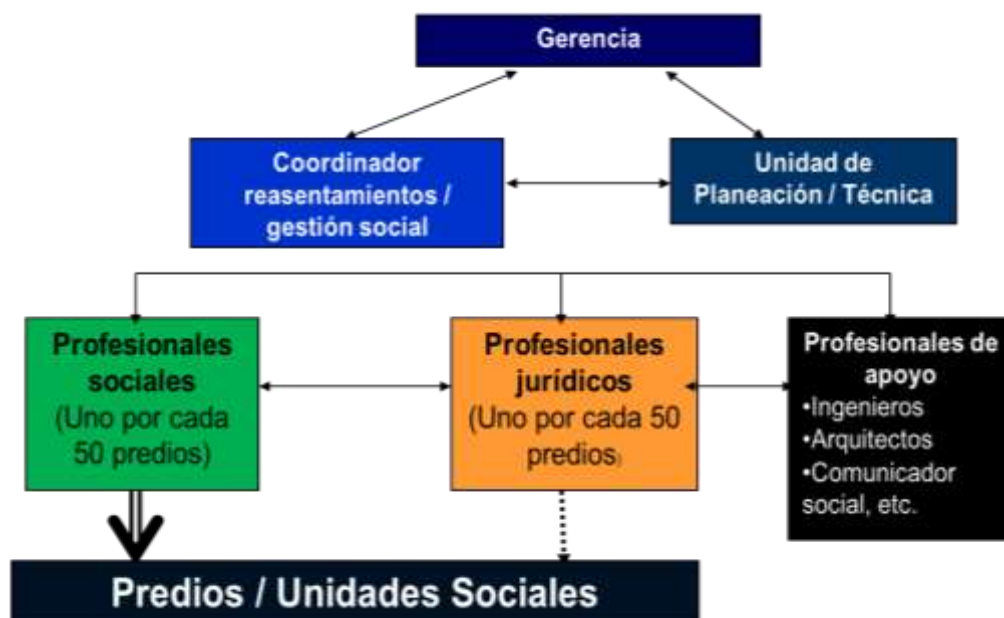 Gerencia
Coordinador
reasentamientos /
gestión social
Unidad de
Planeación / Técnica
Profesionales
sociales
(Uno por cada
50 predios)
Profesionales
jurídicos
(Uno por cada 50
predios)
Profesionales de
apoyo
•Ingenieros
•Arquitectos
•Comunicador
social, etc.
Predios / Unidades Sociales